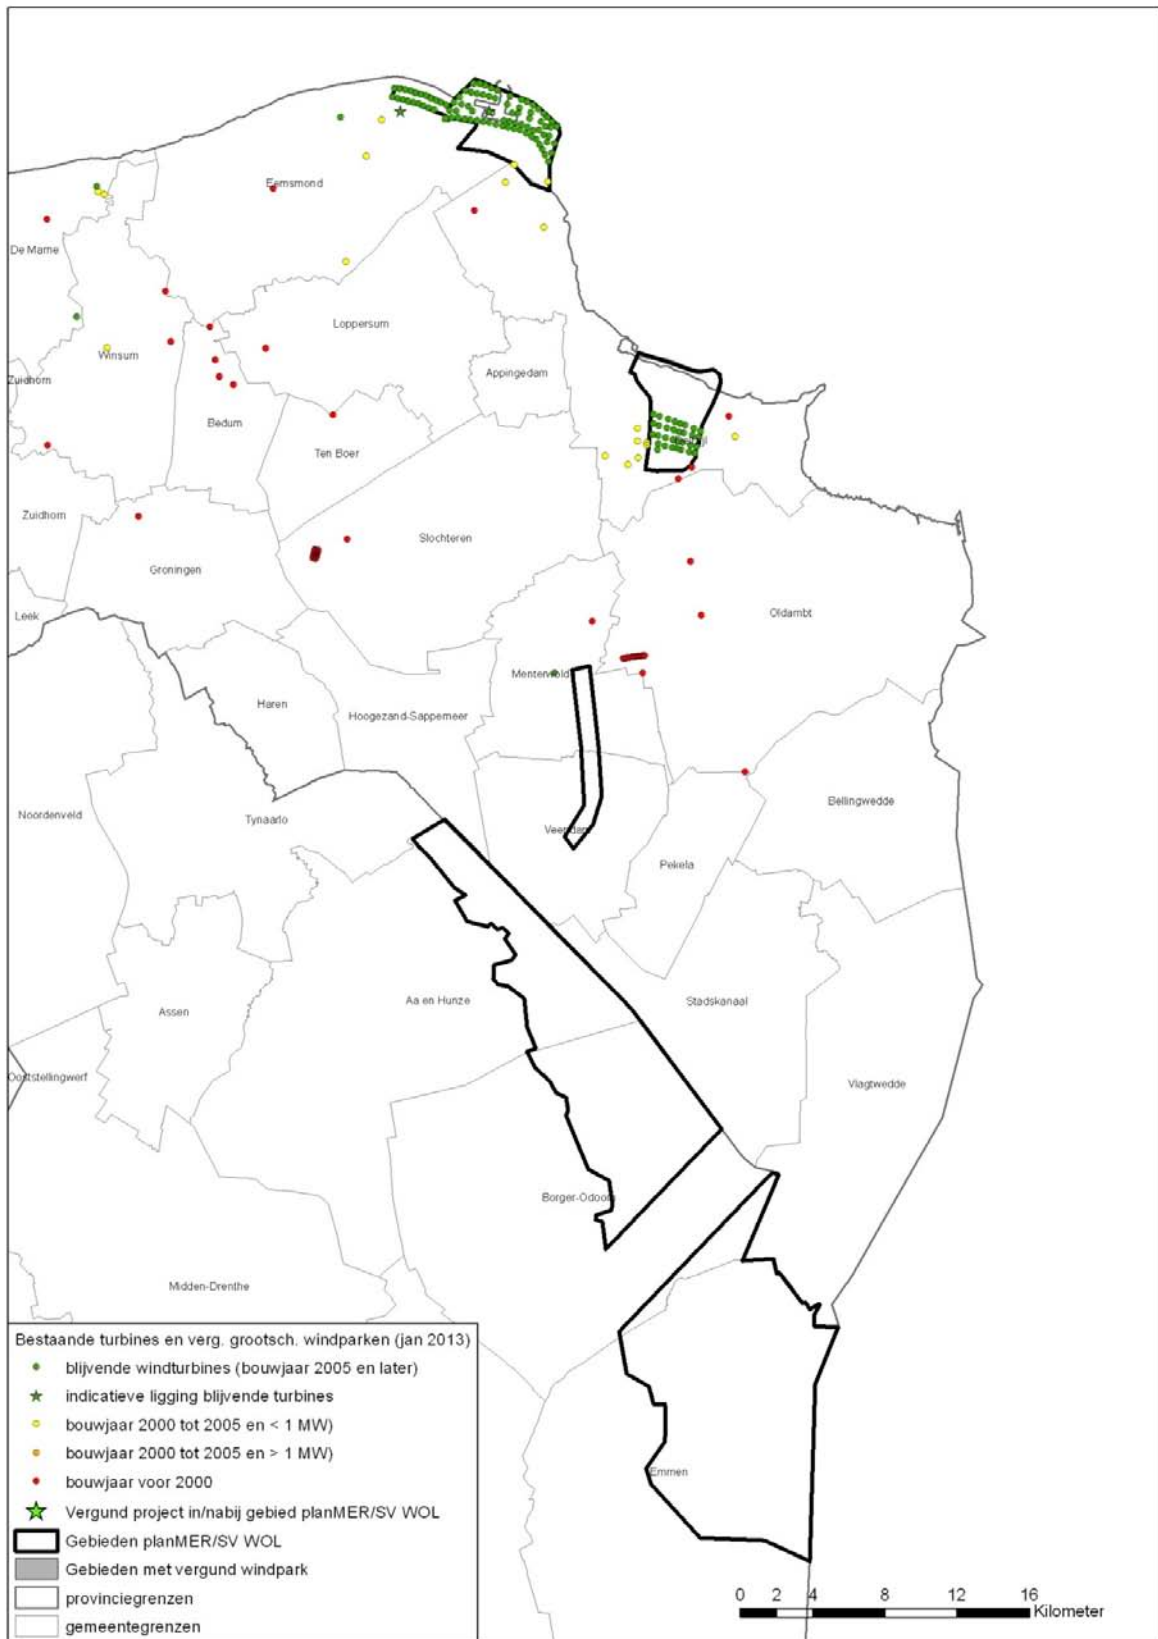 Eemsmond
De Marne
Loppersum
Winsum
Zuidhorn
Appingedam
Bedum
Ten Boer
Zuidhorn
Slochteren
Groningen
Leek
Oldambt
Menterwold
Haren
Hoogezand-Sappemeer
Noordenveld
Tynaarlo
Veendam
Bellingwedde
Pekela
Aa en Hunze
Stadskanaal
Assen
Ooststellingwerf
Vlagtwedde
Borger-Odoorn
Midden-Drenthe
Emmen
Bestaande turbines en verg. grootsch. windparken (jan 2013)
blijvende windturbines (bouwjaar 2005 en later)
indicatieve ligging blijvende turbines
bouwjaar 2000 tot 2005 en < 1 MW)
bouwjaar 2000 tot 2005 en > 1 MW)
bouwjaar voor 2000
Vergund project in/nabij gebied planMER/SV WOL
Gebieden planMER/SV WOL
Gebieden met vergund windpark
provinciegrenzen
gemeentegrenzen
0 2 4 8 12 16
Kilometer